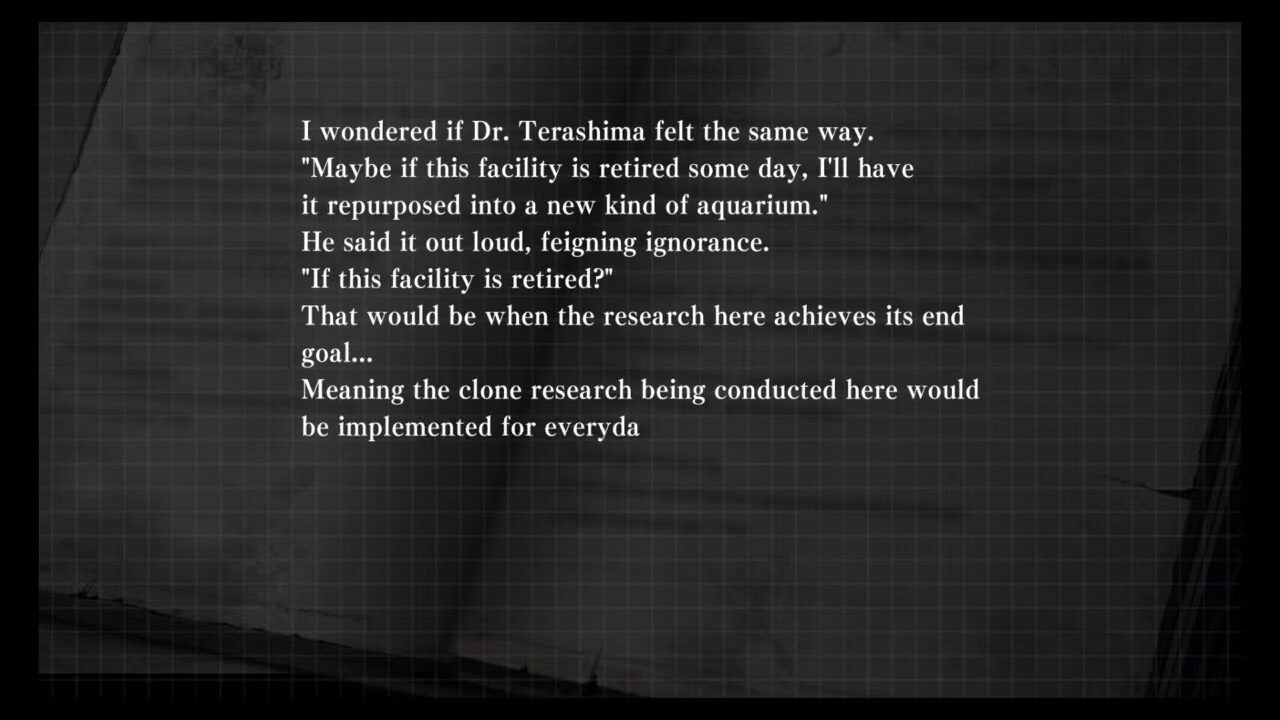 I wondered if Dr. Terashima felt the same way.
"Maybe if this facility is retired some day, I'll have
it repurposed into a new kind of aquarium."
He said it out loud, feigning ignorance.
"If this facility is retired?"
That would be when the research here achieves its end
goal...
Meaning the clone research being conducted here would
be implemented for everyda